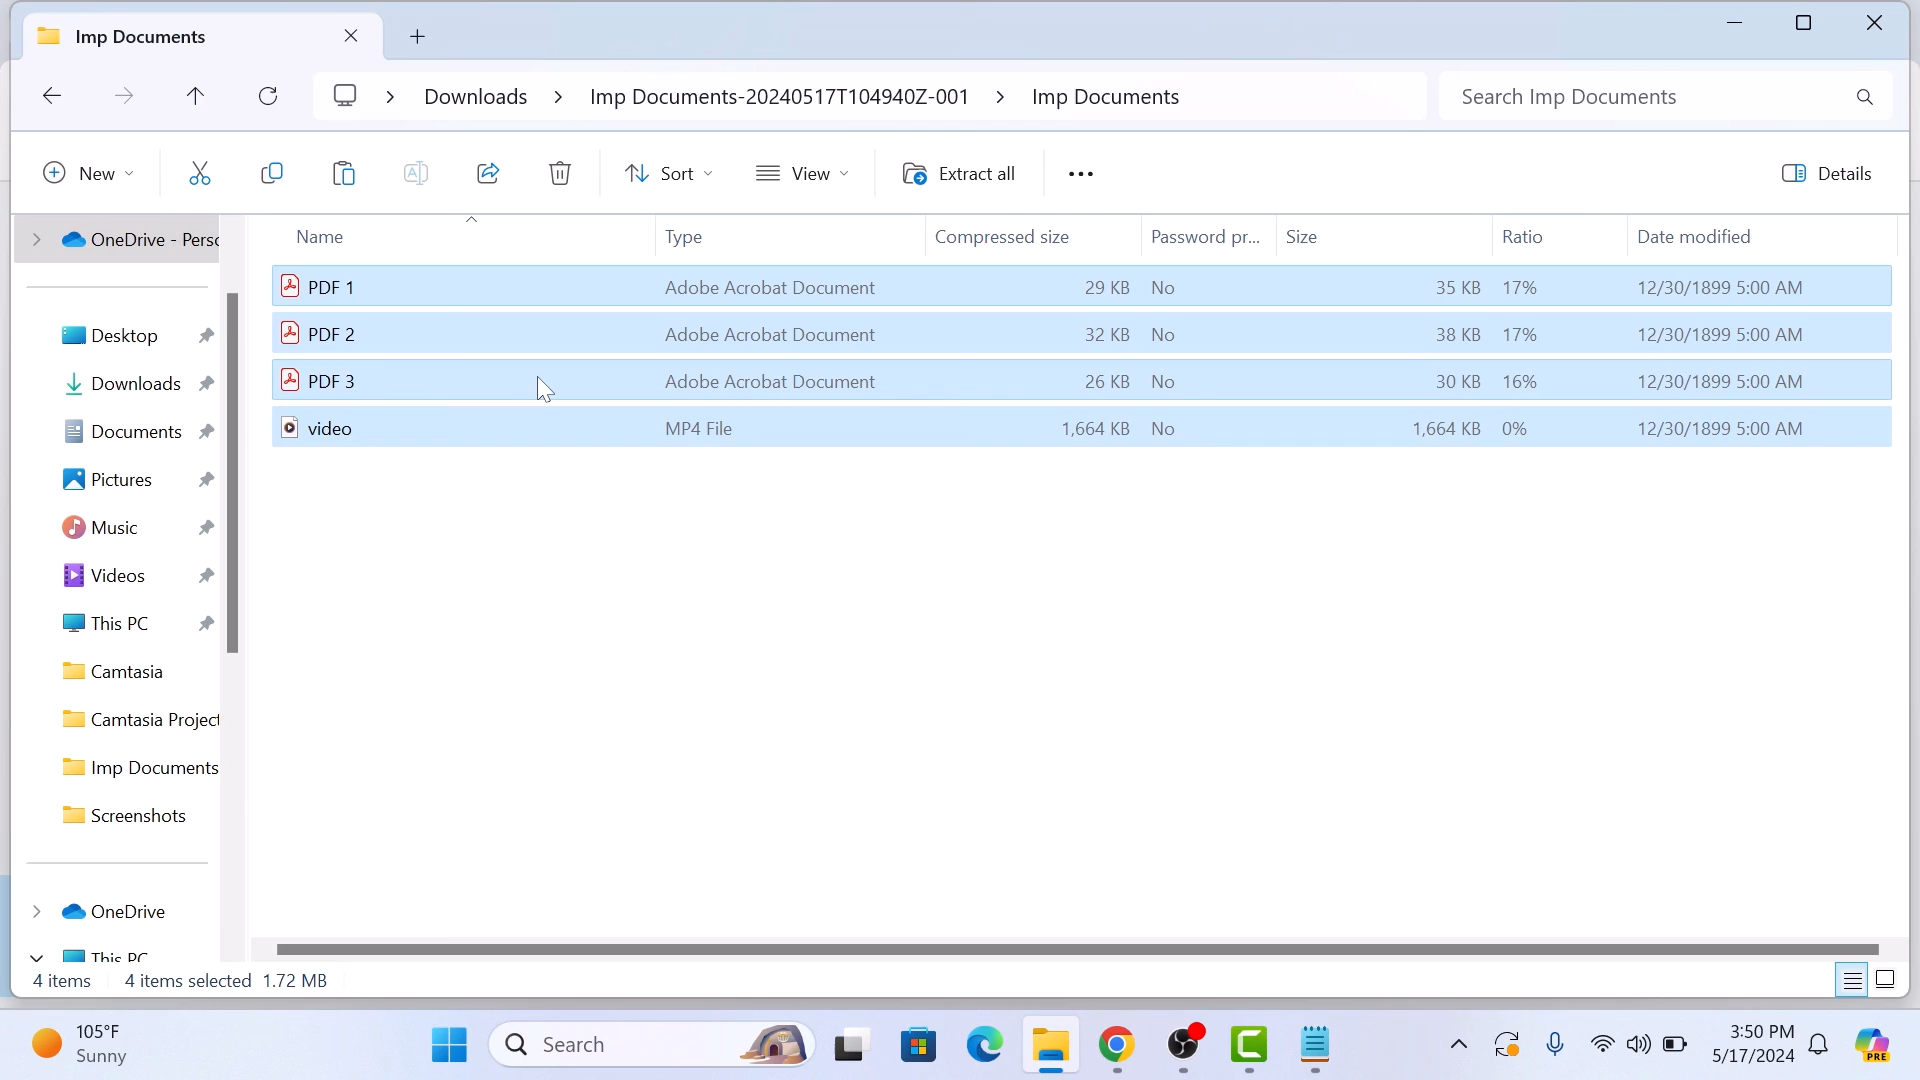 Imp Documents
Downloads > Imp Documents-20240517T104940Z-001 > Imp Documents
Search Imp Documents
New
Sort
View
Extract all
Details
Name
Type
Compressed size
Password pr...
Size
Ratio
Date modified
PDF 1 Adobe Acrobat Document 29 KB No 35 KB 17% 12/30/1899 5:00 AM
PDF 2 Adobe Acrobat Document 32 KB No 38 KB 17% 12/30/1899 5:00 AM
PDF 3 Adobe Acrobat Document 26 KB No 30 KB 16% 12/30/1899 5:00 AM
video MP4 File 1,664 KB No 1,664 KB 0% 12/30/1899 5:00 AM
OneDrive - Perso
Desktop
Downloads
Documents
Pictures
Music
Videos
This PC
Camtasia
Camtasia Project
Imp Documents
Screenshots
OneDrive
This PC
4 items 4 items selected 1.72 MB
105°F
Sunny
Search
3:50 PM
5/17/2024
PRE